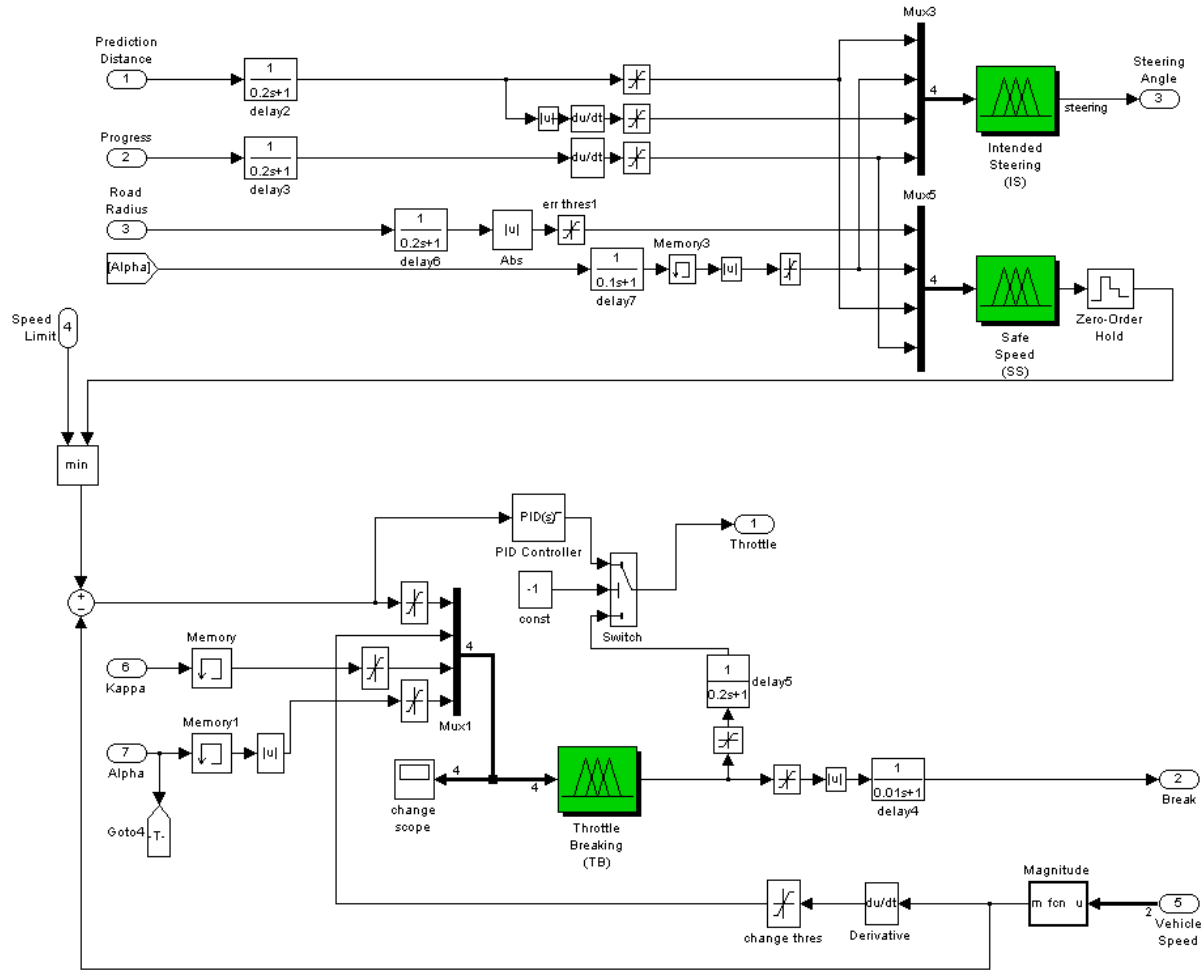 Mux3
Prediction
Distance
1
1
0.2s+1
delay2
4
Steering
Angle
3
steering
|u|
du/dt
Intended
Steering
(IS)
Progress
2
1
0.2s+1
delay3
du/dt
Road
Radius
3
1
0.2s+1
delay6
|u|
Abs
err thres1
Mux5
[Alpha]
1
0.1s+1
delay7
Memory3
|u|
4
Safe
Speed
(SS)
Zero-Order
Hold
Speed
Limit
4
min
PID(s)
PID Controller
1
Throttle
-1
const
Switch
+
-
Memory
6
Kappa
4
Mux1
1
0.2s+1
delay5
Memory1
7
Alpha
|u|
Goto4
-T-
4
change
scope
4
Throttle
Breaking
(TB)
|u|
1
0.01s+1
delay4
2
Break
change thres
du/dt
Derivative
Magnitude
m fcn u
2
5
Vehicle
Speed